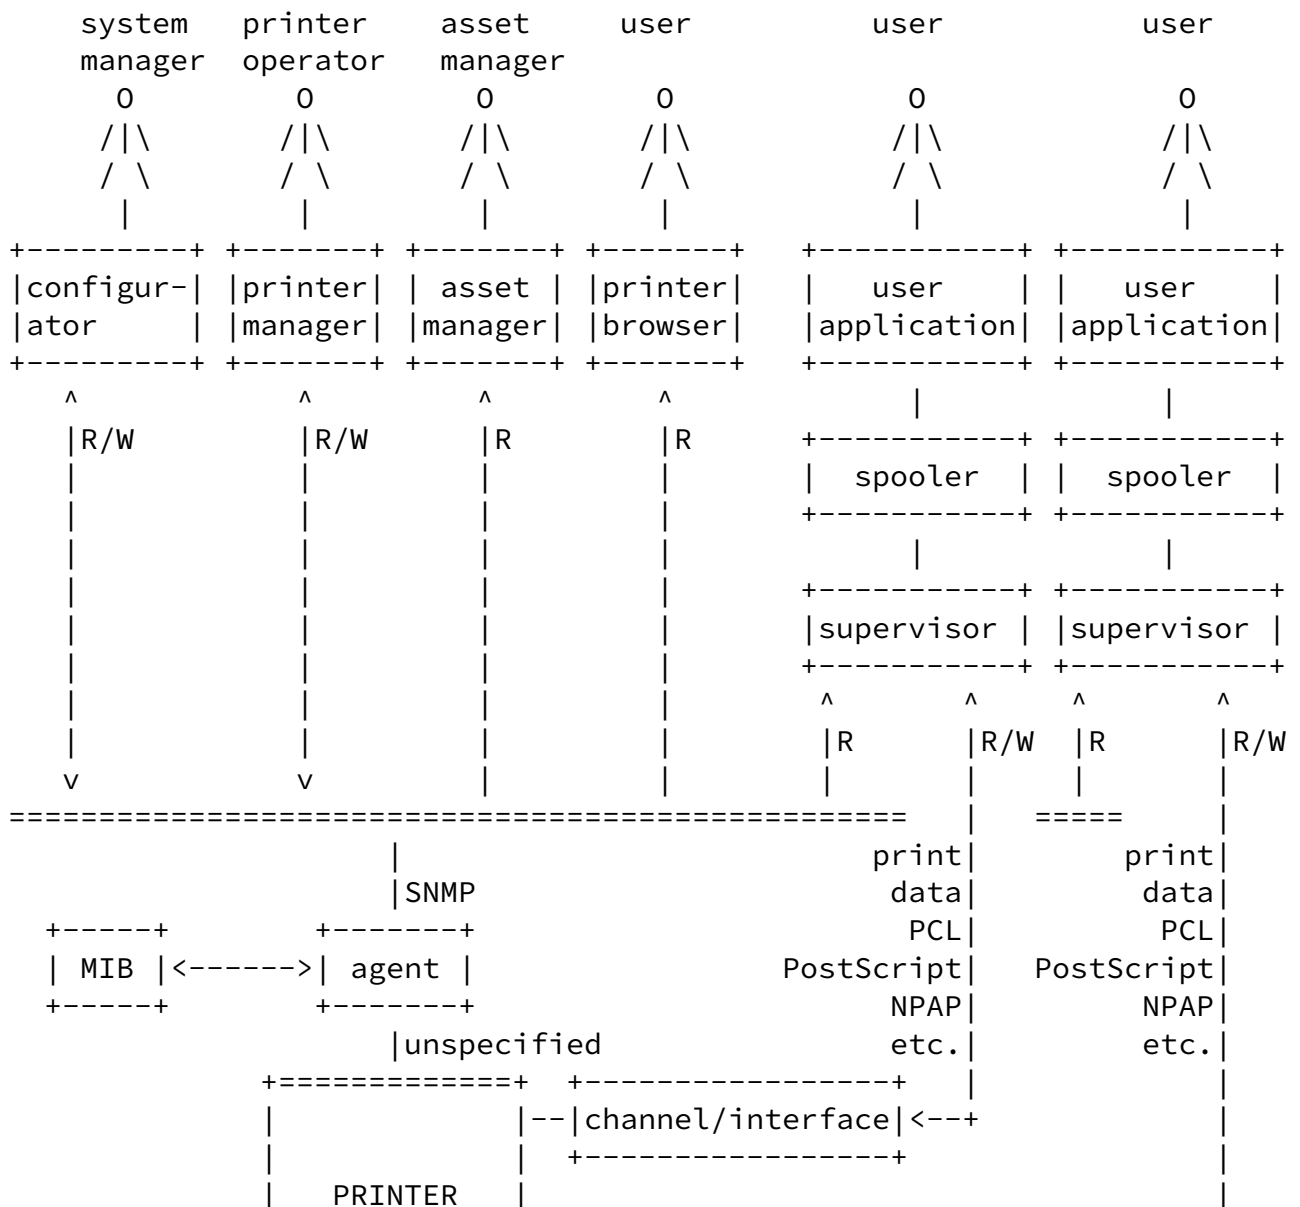 system   printer    asset     user          user           user
      manager  operator   manager
        O         O         O         O             O              O
       /|\       /|\       /|\       /|\           /|\            /|\
       / \       / \       / \       / \           / \            / \
        |         |         |         |             |              |
  +---------+ +-------+ +-------+ +-------+   +-----------+ +-----------+
  |configur-| |printer| | asset | |printer|   |   user    | |   user    |
  |ator     | |manager| |manager| |browser|   |application| |application|
  +---------+ +-------+ +-------+ +-------+   +-----------+ +-----------+
     ^            ^         ^         ^             |             |
     |R/W         |R/W      |R        |R      +-----------+ +-----------+
     |            |         |         |       |  spooler  | |  spooler  |
     |            |         |         |       +-----------+ +-----------+
     |            |         |         |             |             |
     |            |         |         |       +-----------+ +-----------+
     |            |         |         |       |supervisor | |supervisor |
     |            |         |         |       +-----------+ +-----------+
     |            |         |         |        ^       ^     ^       ^
     |            |         |         |        |R      |R/W  |R      |R/W
     v            v         |         |        |       |     |       |
  ==================================================   |   =====     |
                       |                          print|        print|
                       |SNMP                       data|         data|
    +-----+        +-------+                        PCL|          PCL|
    | MIB |<------>| agent |                 PostScript|   PostScript|
    +-----+        +-------+                       NPAP|         NPAP|
                       |unspecified                etc.|         etc.|
                +=============+  +-----------------+   |             |
                |             |--|channel/interface|<--+             |
                |             |  +-----------------+                 |
                |   PRINTER   |                                      |